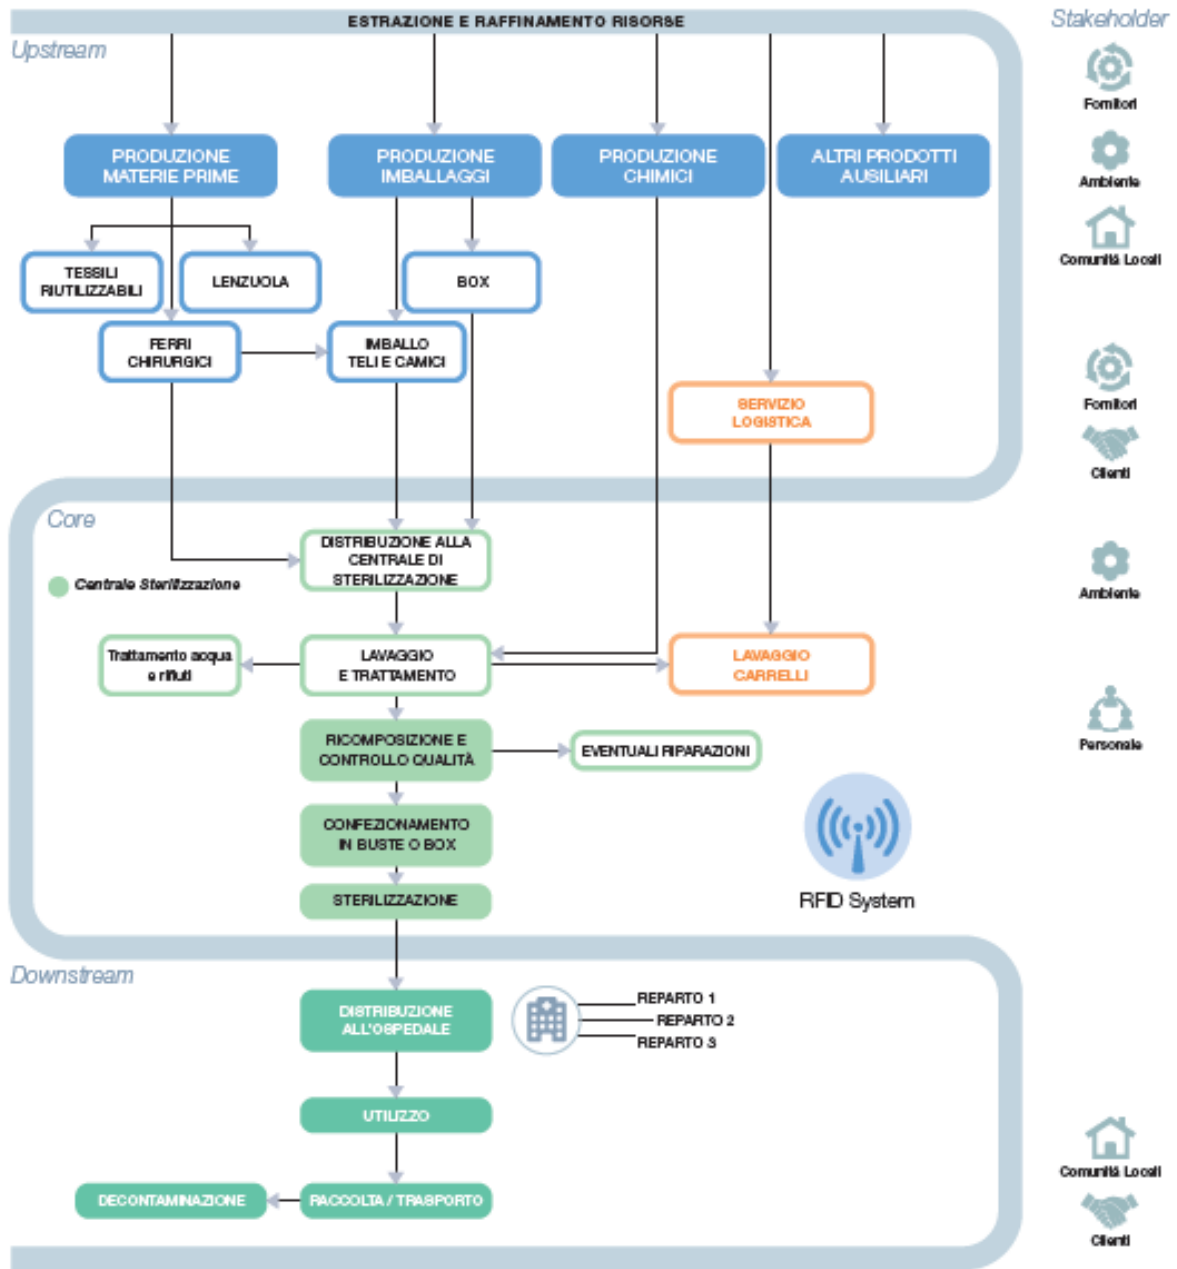 ESTRAZIONE E RAFFINAMENTO RISORSE
Stakeholder
Upstream
Fornitori
PRODUZIONE
MATERIE PRIME
PRODUZIONE
IMBALLAGGI
PRODUZIONE
CHIMICI
ALTRI PRODOTTI
AUSILIARI
Ambiente
Comunità Locali
TESSILI
RIUTILIZZABILI
LENZUOLA
BOX
FERRI
CHIRURGICI
IMBALLO
TELI E CAMICI
SERVIZIO
LOGISTICA
Fornitori
Clienti
Core
DISTRIBUZIONE ALLA
CENTRALE DI
STERILIZZAZIONE
Centrale Sterilizzazione
Ambiente
Trattamento acqua
e rifiuti
LAVAGGIO
E TRATTAMENTO
LAVAGGIO
CARRELLI
RICOMPOSIZIONE E
CONTROLLO QUALITÀ
EVENTUALI RIPARAZIONI
Personale
CONFEZIONAMENTO
IN BUSTE O BOX
STERILIZZAZIONE
RFID System
Downstream
DISTRIBUZIONE
ALL'OSPEDALE
REPARTO 1
REPARTO 2
REPARTO 3
UTILIZZO
DECONTAMINAZIONE
RACCOLTA / TRASPORTO
Comunità Locali
Clienti